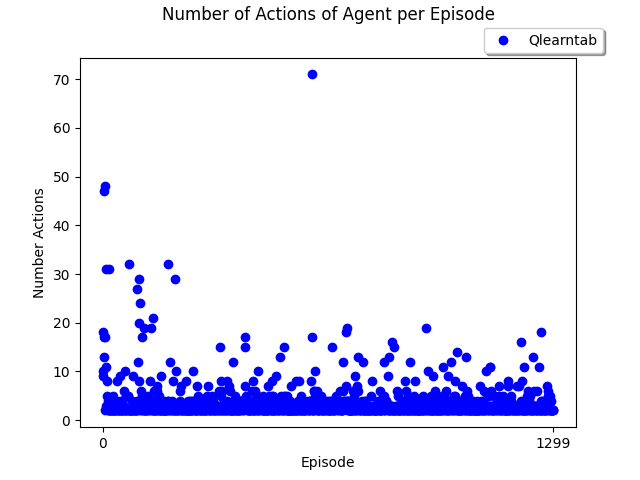 Number of Actions of Agent per Episode
Qlearntab
70
60
50
40
30
20
10
0
Number Actions
0 1299
Episode